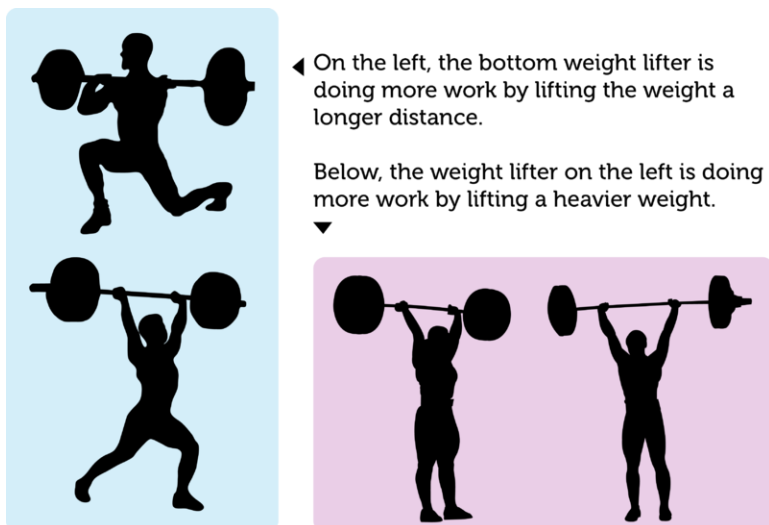 On the left, the bottom weight lifter is
doing more work by lifting the weight a
longer distance.
Below, the weight lifter on the left is doing
more work by lifting a heavier weight.